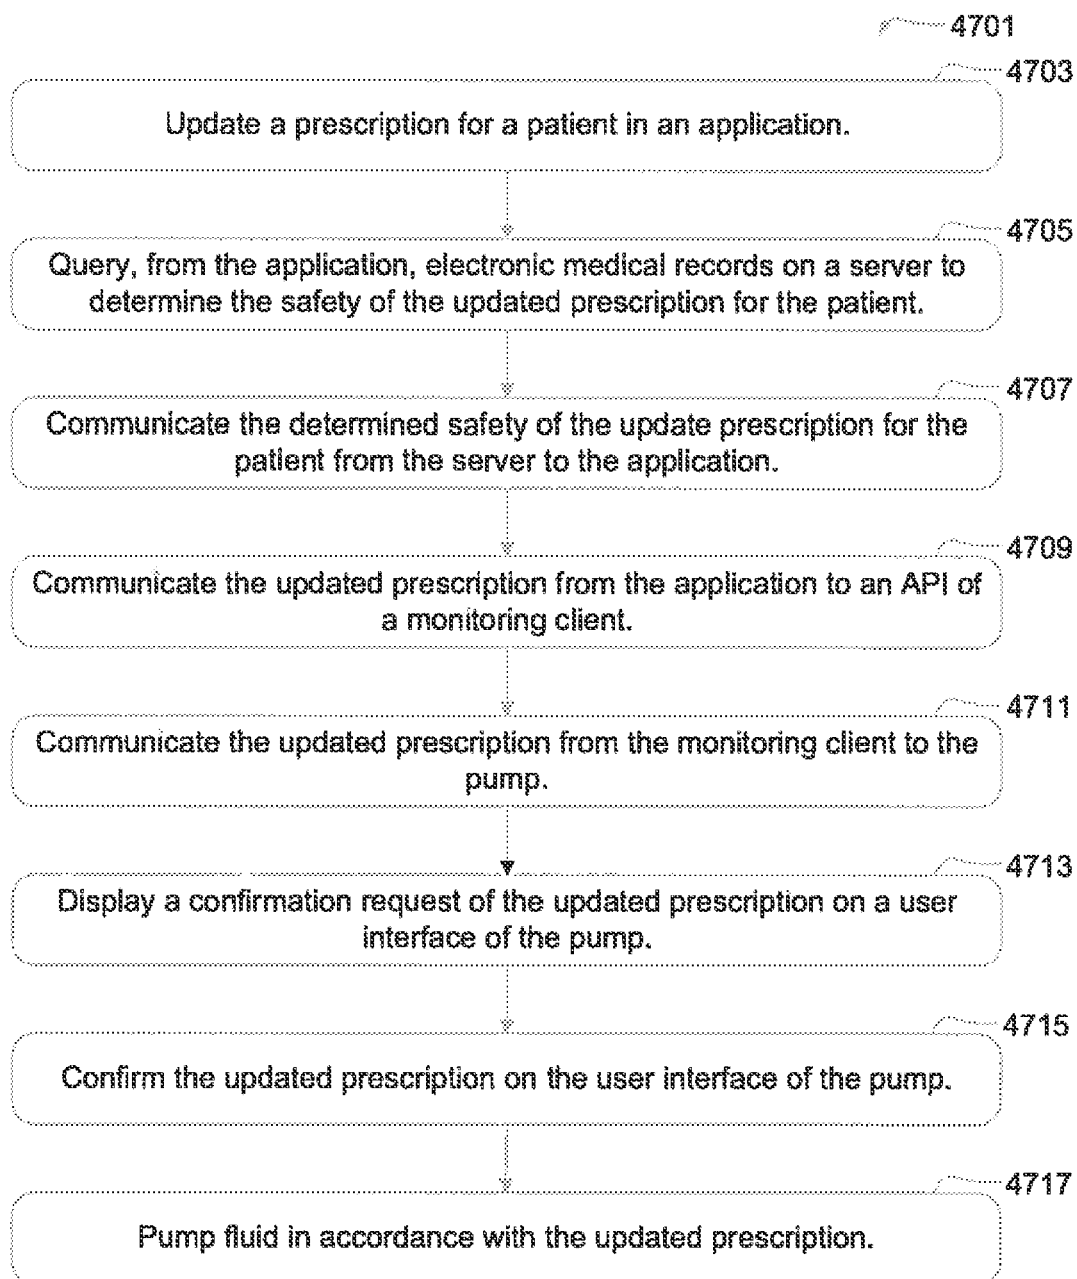 4701
4703
Update a prescription for a patient in an application.
4705
Query, from the application, electronic medical records on a server to
determine the safety of the updated prescription for the patient.
4707
Communicate the determined safety of the update prescription for the
patient from the server to the application.
4709
Communicate the updated prescription from the application to an API of
a monitoring client.
4711
Communicate the updated prescription from the monitoring client to the
pump.
4713
Display a confirmation request of the updated prescription on a user
interface of the pump.
4715
Confirm the updated prescription on the user interface of the pump.
4717
Pump fluid in accordance with the updated prescription.